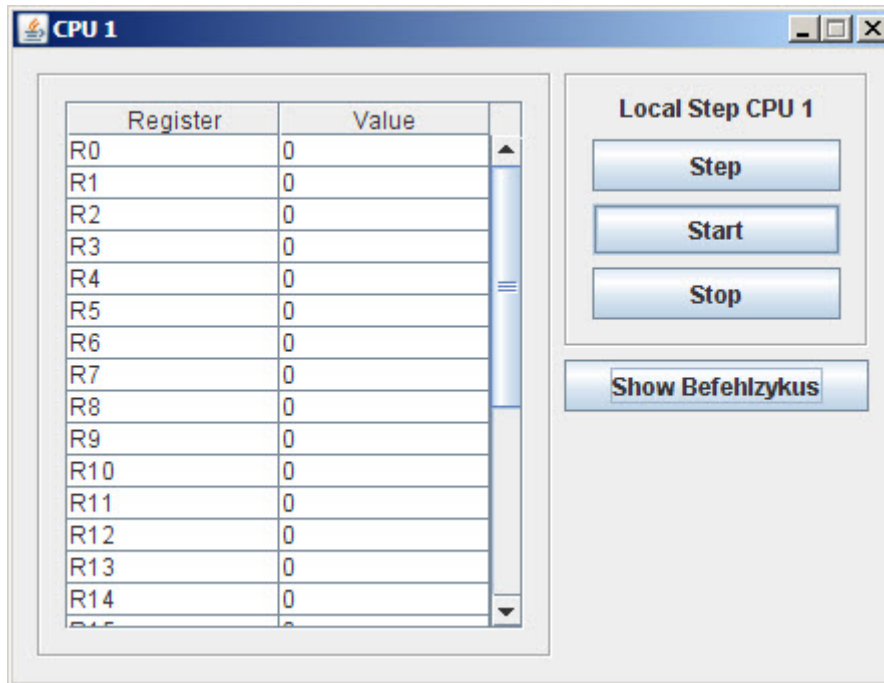 CPU 1
Register Value
R0 0
R1 0
R2 0
R3 0
R4 0
R5 0
R6 0
R7 0
R8 0
R9 0
R10 0
R11 0
R12 0
R13 0
R14 0
Local Step CPU 1
Step
Start
Stop
Show Befehlzykus